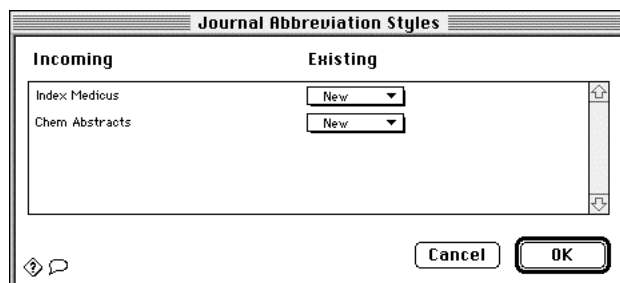 Journal Abbreviation Styles
Incoming Existing
Index Medicus New
Chem Abstracts New
? Cancel OK